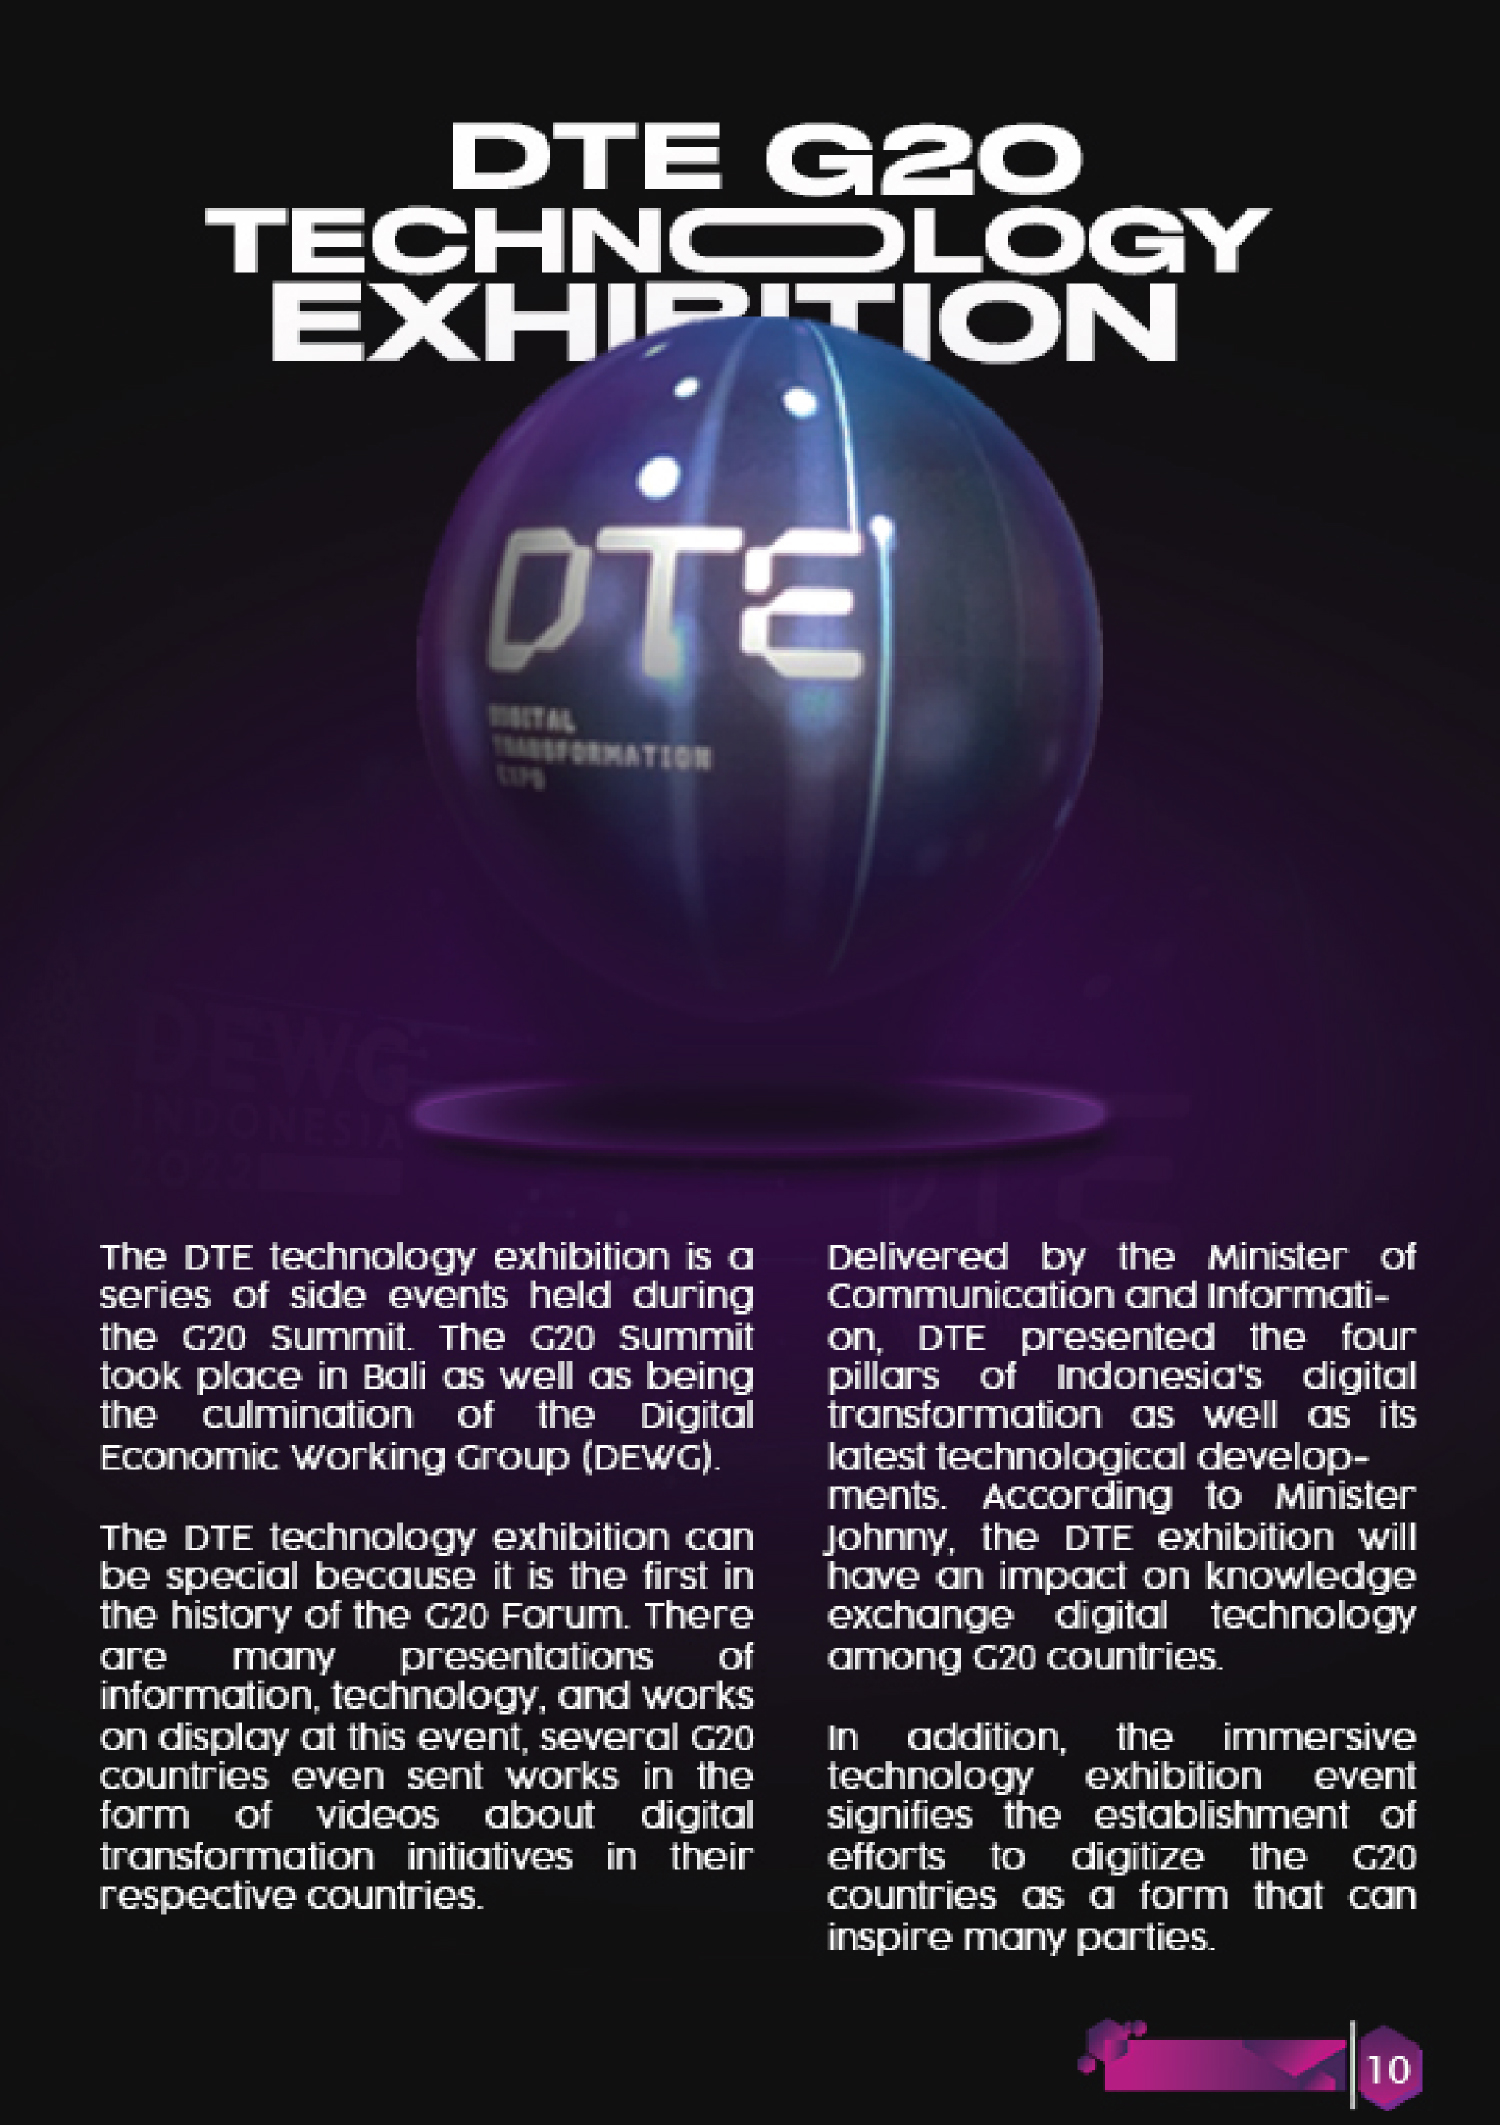 DTE G20
TECHNOLOGY
EXHIBITION
DTE
DIGITAL
TRANSFORMATION
EXPO
DEWG
INDONESIA
2022
DTE
The DTE technology exhibition is a
series of side events held during
the G20 Summit. The G20 Summit
took place in Bali as well as being
the culmination of the Digital
Economic Working Group (DEWG).
The DTE technology exhibition can
be special because it is the first in
the history of the G20 Forum. There
are many presentations of
information, technology, and works
on display at this event, several G20
countries even sent works in the
form of videos about digital
transformation initiatives in their
respective countries.
Delivered by the Minister of
Communication and Informati-
on, DTE presented the four
pillars of Indonesia's digital
transformation as well as its
latest technological develop-
ments. According to Minister
Johnny, the DTE exhibition will
have an impact on knowledge
exchange digital technology
among G20 countries.
In addition, the immersive
technology exhibition event
signifies the establishment of
efforts to digitize the G20
countries as a form that can
inspire many parties.
10